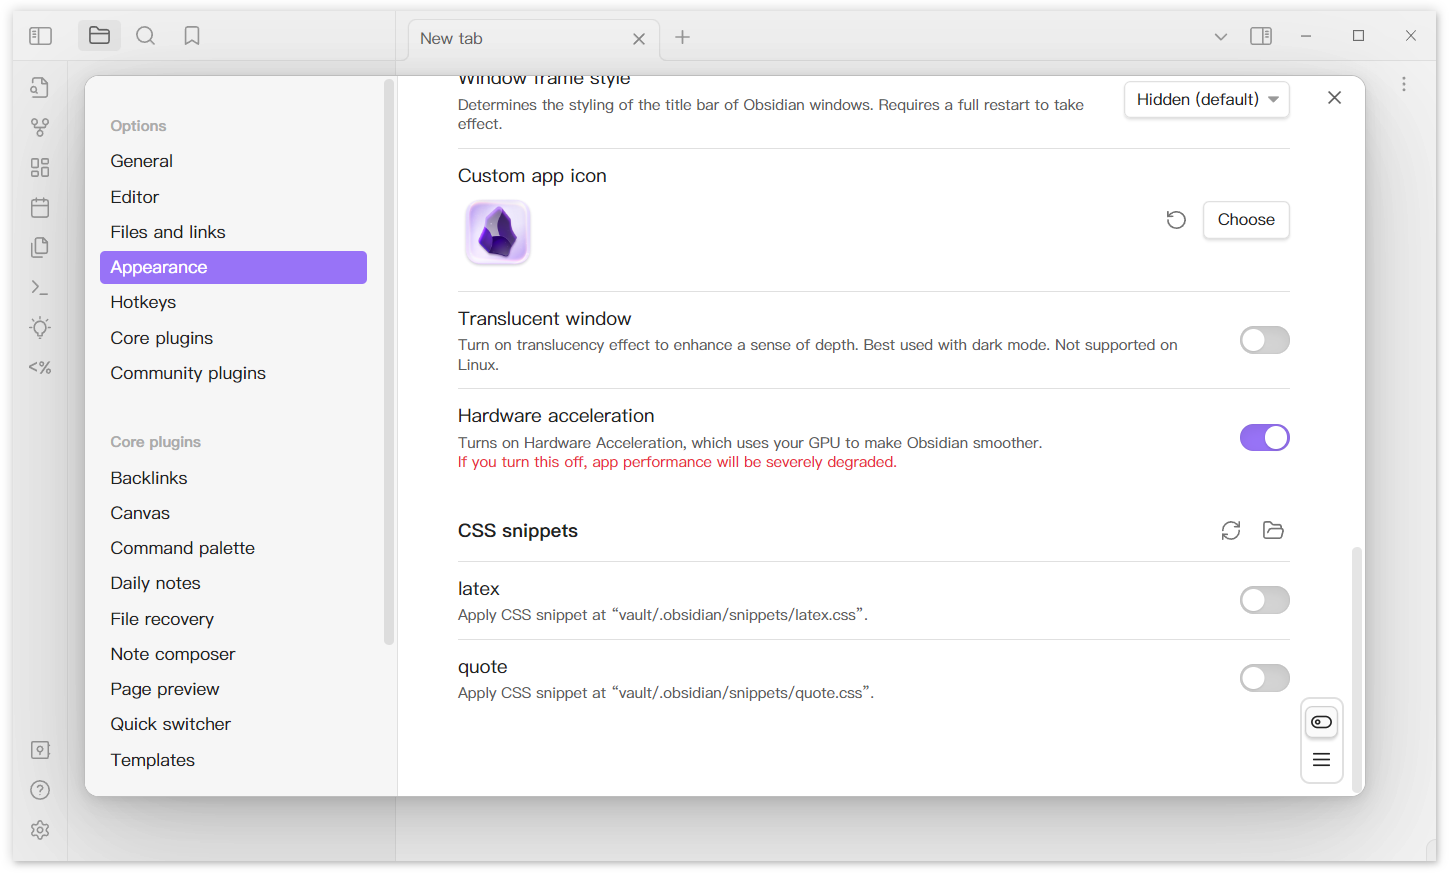 New tab
Options
General
Editor
Files and links
Appearance
Hotkeys
Core plugins
Community plugins
Core plugins
Backlinks
Canvas
Command palette
Daily notes
File recovery
Note composer
Page preview
Quick switcher
Templates
Window frame style
Determines the styling of the title bar of Obsidian windows. Requires a full restart to take
effect.
Hidden (default)
Custom app icon
Choose
Translucent window
Turn on translucency effect to enhance a sense of depth. Best used with dark mode. Not supported on
Linux.
Hardware acceleration
Turns on Hardware Acceleration, which uses your GPU to make Obsidian smoother.
If you turn this off, app performance will be severely degraded.
CSS snippets
latex
Apply CSS snippet at “vault/.obsidian/snippets/latex.css”.
quote
Apply CSS snippet at “vault/.obsidian/snippets/quote.css”.